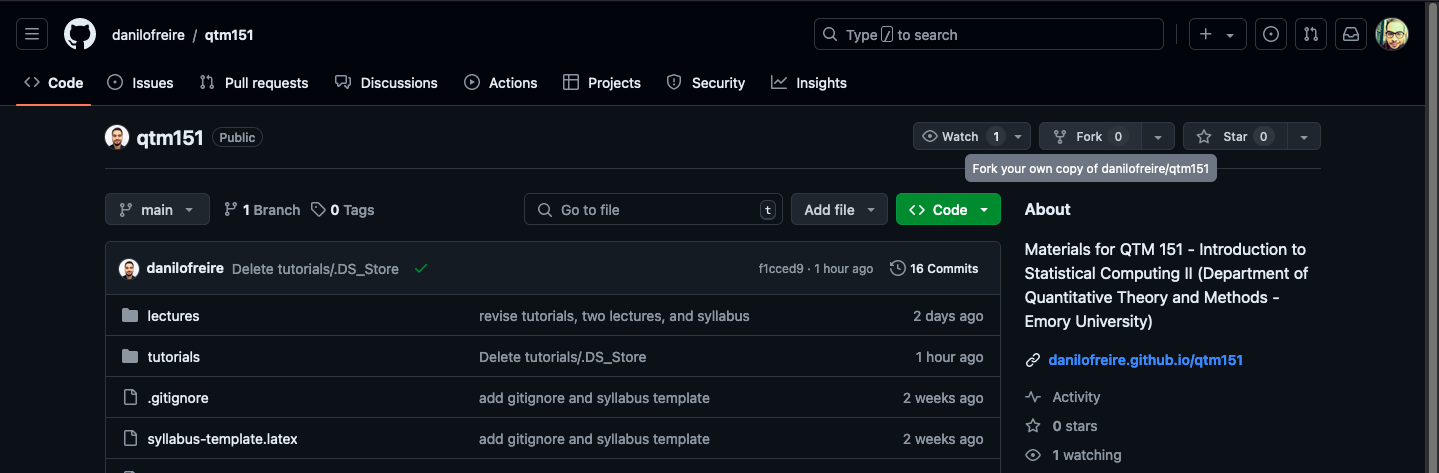 danilofreire / qtm151
Type / to search
Code Issues Pull requests Discussions Actions Projects Security Insights
qtm151 Public
Watch 1 Fork 0 Star 0
Fork your own copy of danilofreire/qtm151
main 1 Branch 0 Tags Go to file t Add file Code
danilofreire Delete tutorials/.DS_Store f1cced9 · 1 hour ago 16 Commits
lectures revise tutorials, two lectures, and syllabus 2 days ago
tutorials Delete tutorials/.DS_Store 1 hour ago
.gitignore add gitignore and syllabus template 2 weeks ago
syllabus-template.latex add gitignore and syllabus template 2 weeks ago
About
Materials for QTM 151 - Introduction to
Statistical Computing II (Department of
Quantitative Theory and Methods -
Emory University)
danilofreire.github.io/qtm151
Activity
0 stars
1 watching